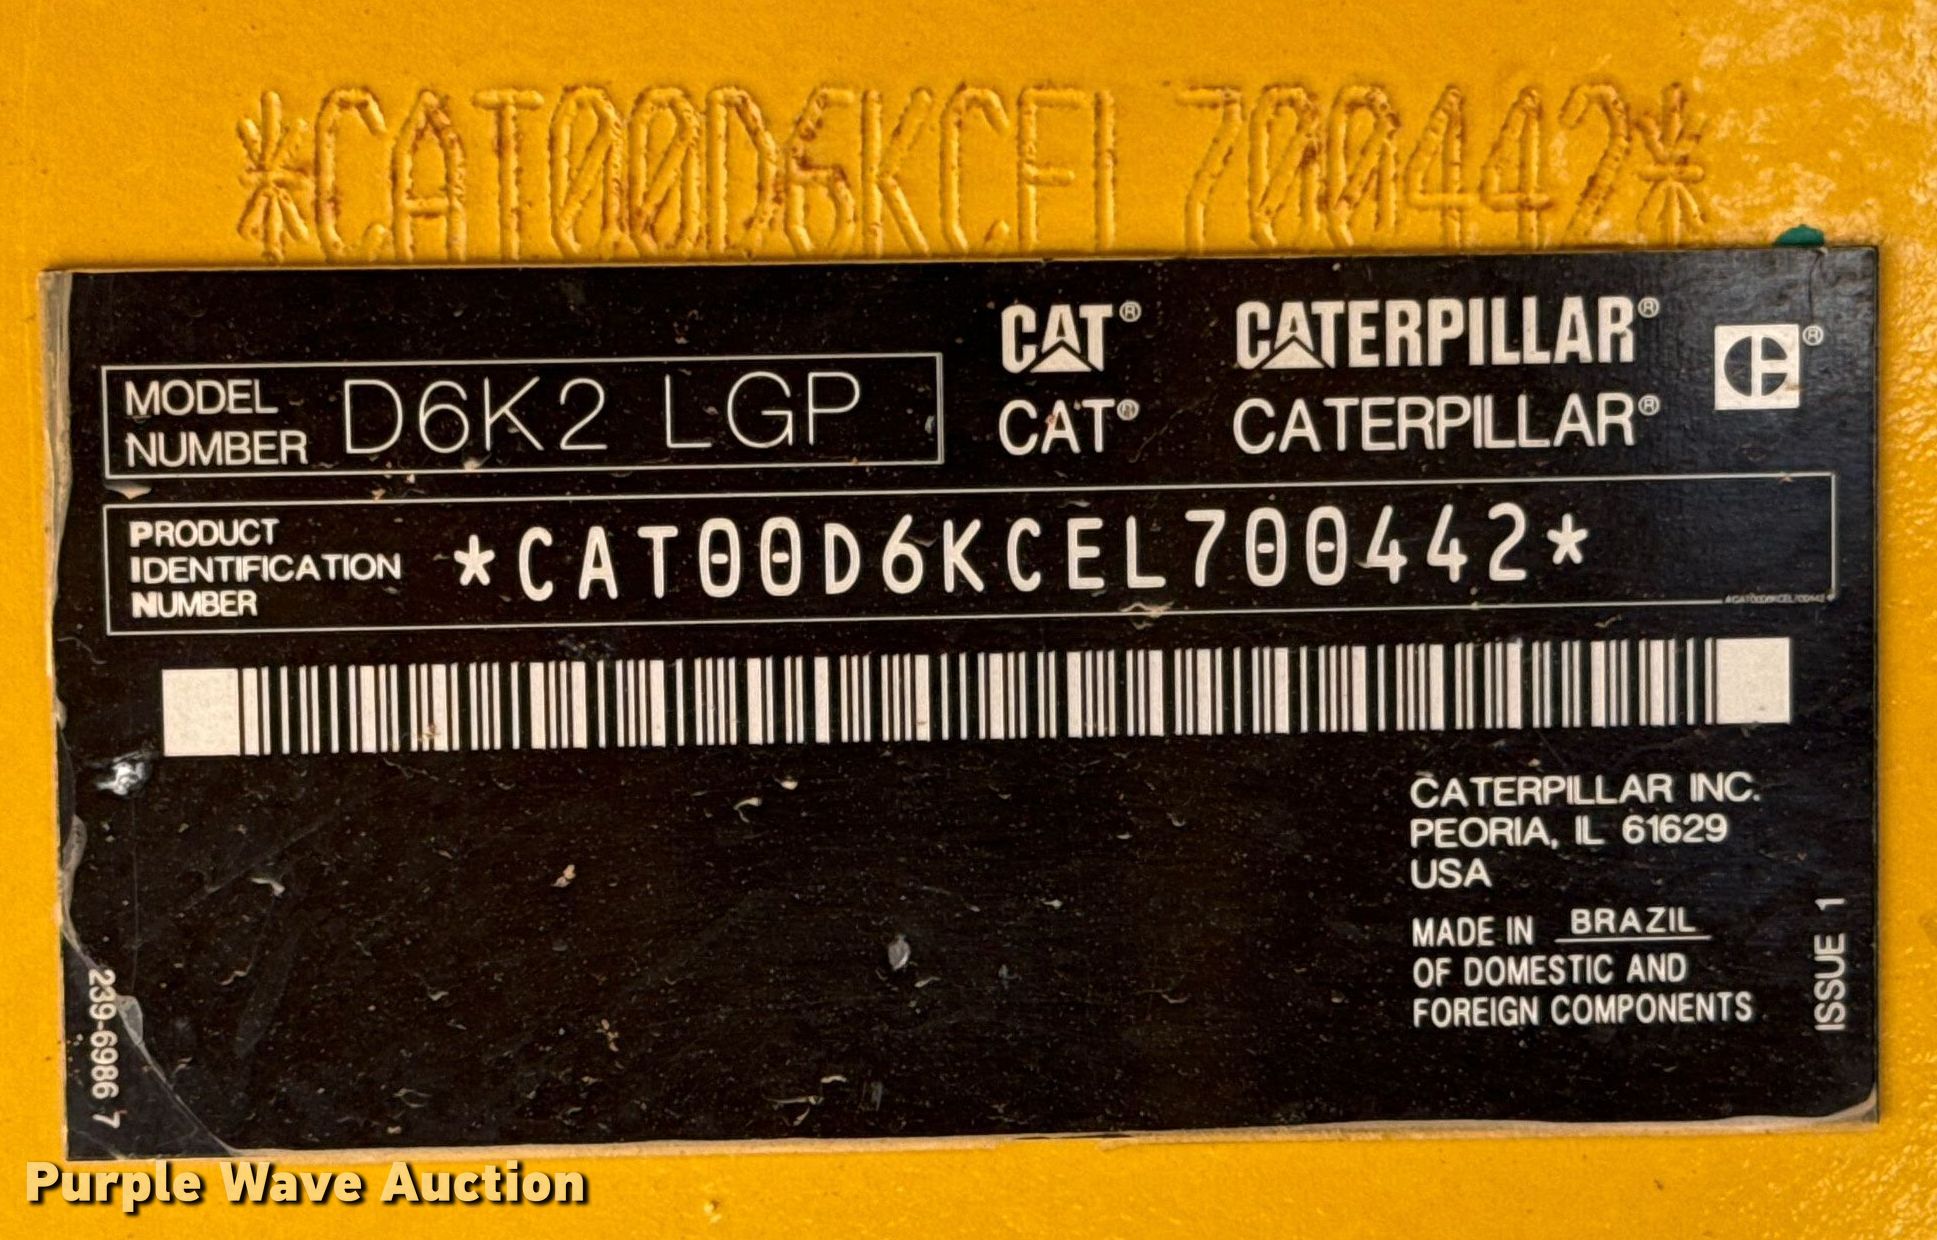 *CAT00D6KCEL700442*
CAT® CATERPILLAR® ®
MODEL NUMBER D6K2 LGP
CAT® CATERPILLAR®
PRODUCT
IDENTIFICATION
NUMBER
*CAT00D6KCEL700442*
*CAT00D6KCEL700442*
CATERPILLAR INC.
PEORIA, IL 61629
USA
MADE IN BRAZIL
OF DOMESTIC AND
FOREIGN COMPONENTS
ISSUE 1
239-6986 7
Purple Wave Auction